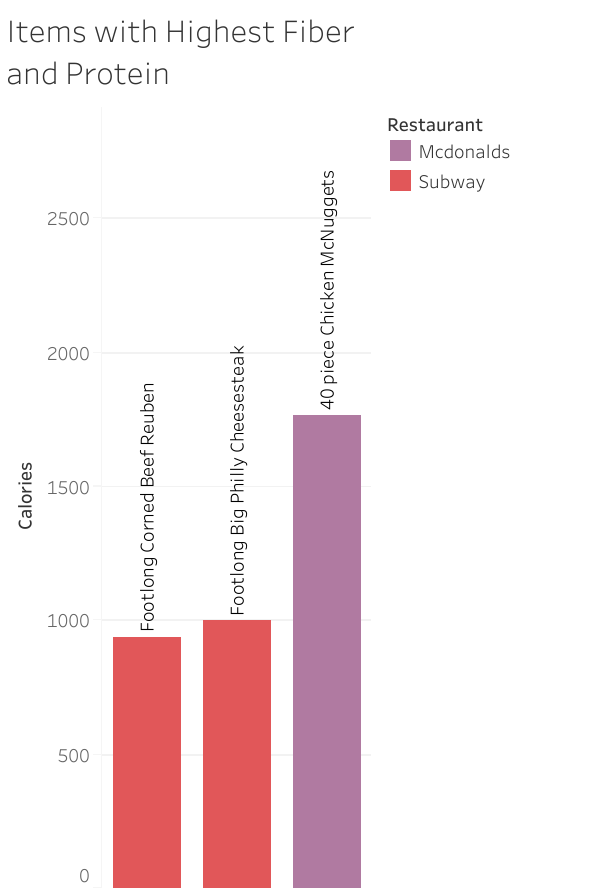 Items with Highest Fiber
and Protein
Restaurant
Mcdonalds
Subway
Calories
2500
2000
1500
1000
500
0
Footlong Corned Beef Reuben
Footlong Big Philly Cheesesteak
40 piece Chicken McNuggets